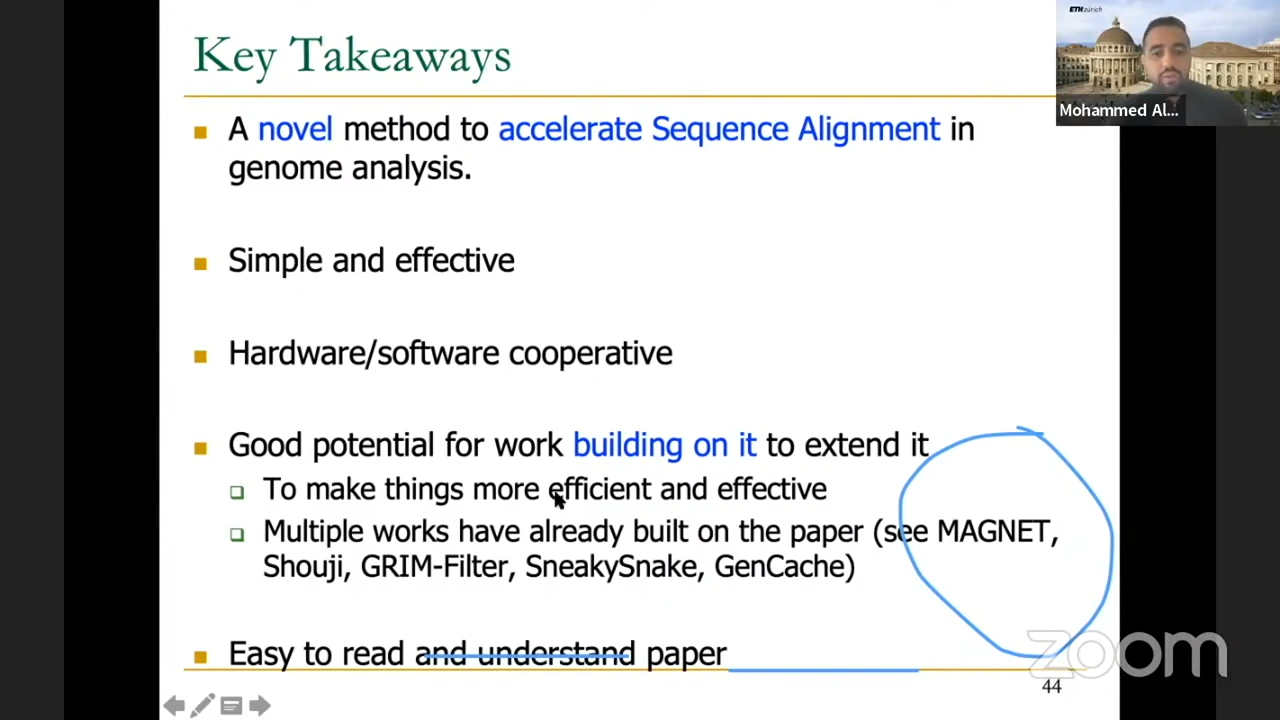 Key Takeaways
ETH zürich
Mohammed Al...
A novel method to accelerate Sequence Alignment in
genome analysis.
Simple and effective
Hardware/software cooperative
Good potential for work building on it to extend it
To make things more efficient and effective
Multiple works have already built on the paper (see MAGNET,
Shouji, GRIM-Filter, SneakySnake, GenCache)
Easy to read and understand paper
zoom
44